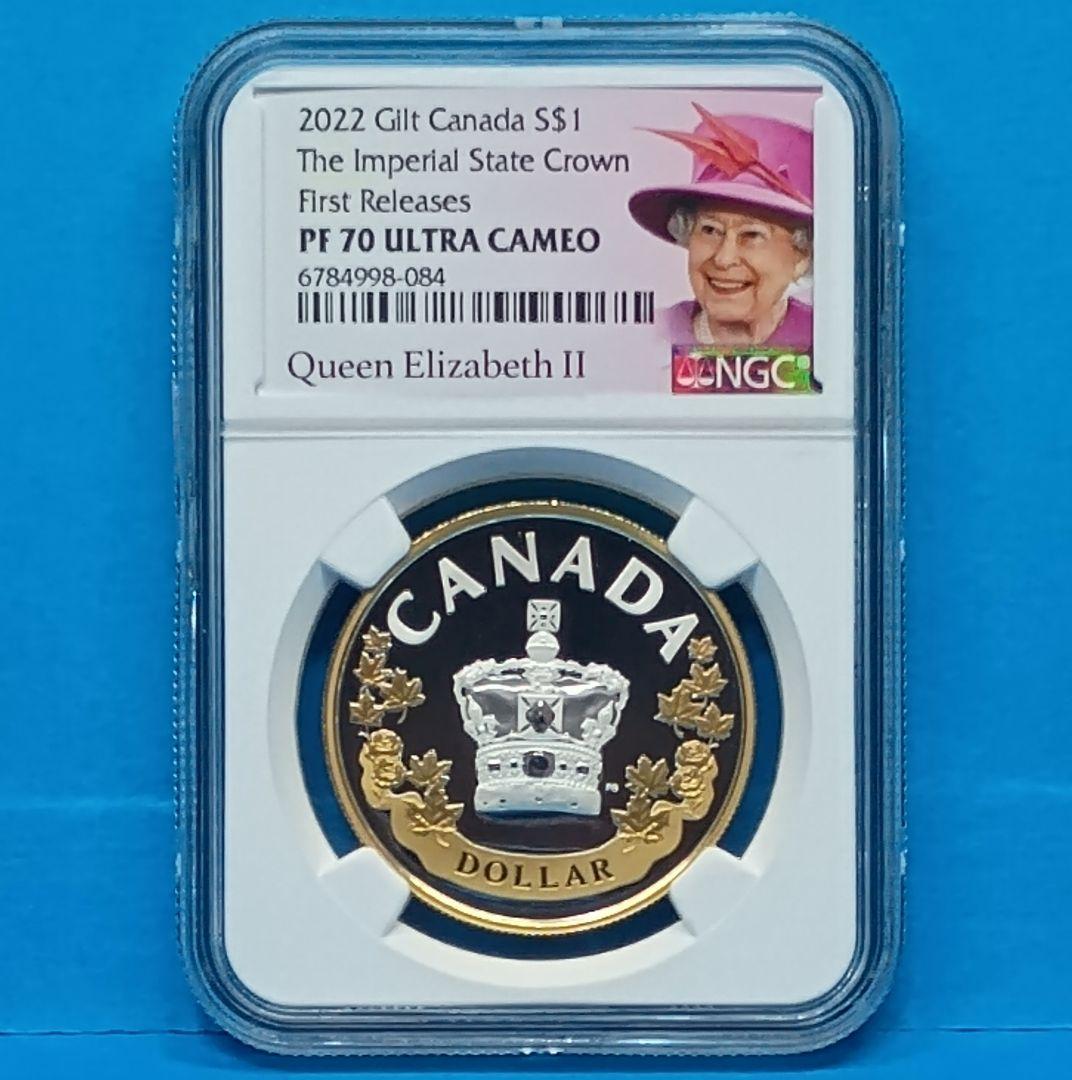 2022 Gilt Canada S$1
The Imperial State Crown
First Releases
PF 70 ULTRA CAMEO
6784998-084
Queen Elizabeth II
NGC
CANADA
DOLLAR